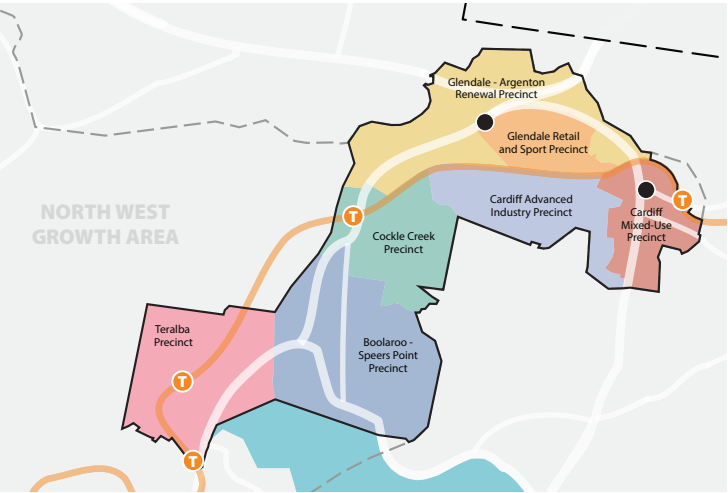 Glendale - Argenton
Renewal Precinct
Glendale Retail
and Sport Precinct
Cardiff Advanced
Industry Precinct
Cardiff
Mixed-Use
Precinct
NORTH WEST
GROWTH AREA
Cockle Creek
Precinct
Teralba
Precinct
Boolaroo -
Speers Point
Precinct
T
T
T
T